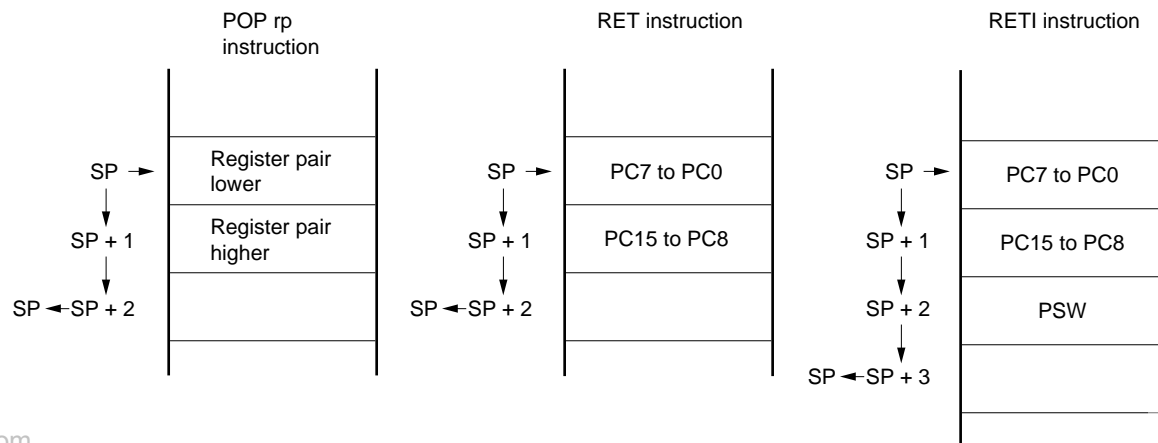 POP rp
instruction
RET instruction
RETI instruction
Register pair
lower
SP
Register pair
higher
SP + 1
SP
SP + 2
PC7 to PC0
SP
PC15 to PC8
SP + 1
SP
SP + 2
PC7 to PC0
SP
PC15 to PC8
SP + 1
PSW
SP + 2
SP
SP + 3
om